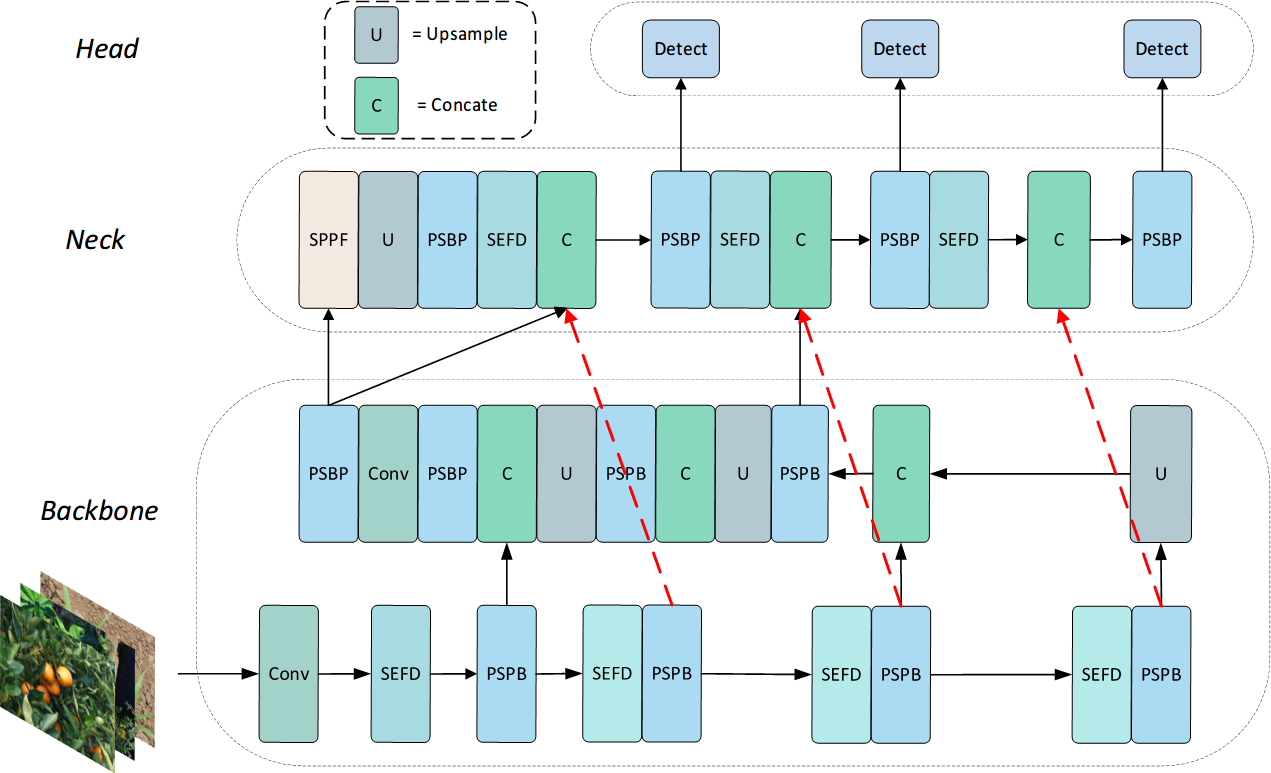 Head
U = Upsample
C = Concate
Detect Detect Detect
Neck
SPPF U PSBP SEFD C PSBP SEFD C PSBP SEFD C PSBP
Backbone
PSBP Conv PSBP C U PSPB C U PSPB C U
Conv SEFD PSPB SEFD PSPB SEFD PSPB SEFD PSPB